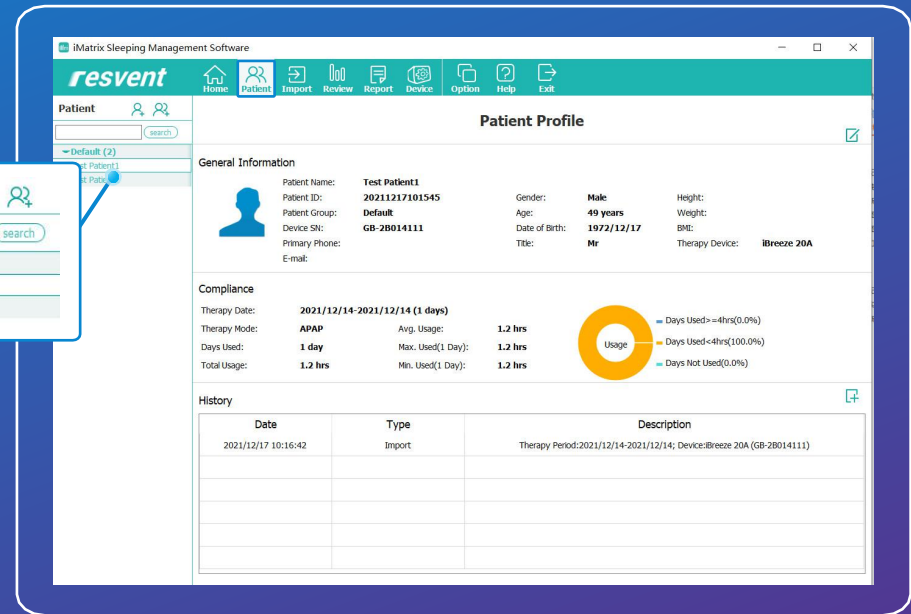 iMatrix Sleeping Management Software
resvent
Home Patient Import Review Report Device Option Help Exit
Patient
search
Default (2)
Patient1
search
Patient Profile
General Information
Patient Name: Test Patient1
Patient ID: 20211217101545 Gender: Male Height:
Patient Group: Default Age: 49 years Weight:
Device SN: GB-2B014111 Date of Birth: 1972/12/17 BMI:
Primary Phone: Title: Mr Therapy Device: iBreeze 20A
E-mail:
Compliance
Therapy Date: 2021/12/14-2021/12/14 (1 days)
Therapy Mode: APAP Avg. Usage: 1.2 hrs
Days Used: 1 day Max. Used(1 Day): 1.2 hrs
Total Usage: 1.2 hrs Min. Used(1 Day): 1.2 hrs
Usage
Days Used>=4hrs(0.0%)
Days Used<4hrs(100.0%)
Days Not Used(0.0%)
History
Date Type Description
2021/12/17 10:16:42 Import Therapy Period:2021/12/14-2021/12/14; Device:iBreeze 20A (GB-2B014111)